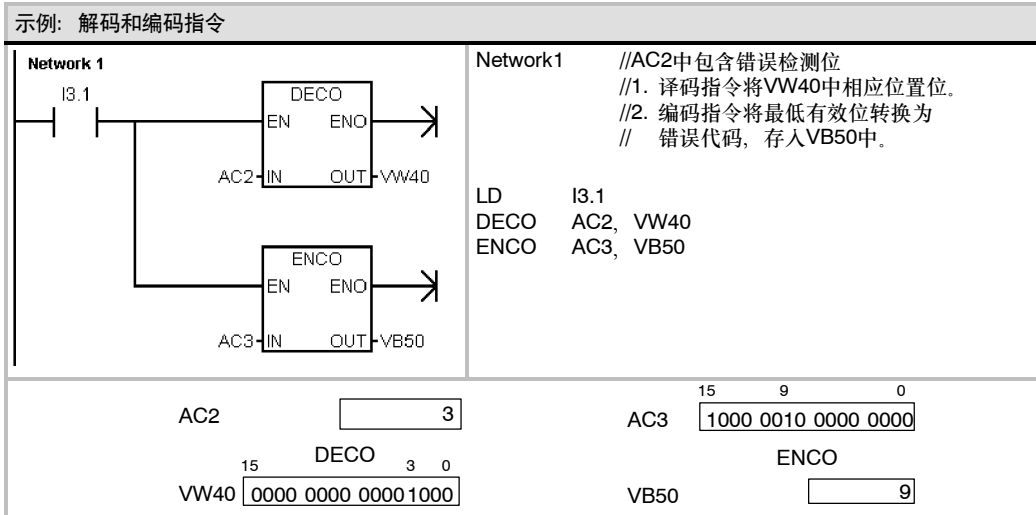 示例: 解码和编码指令
Network 1
I3.1
DECO
EN ENO
AC2 IN OUT VW40
ENCO
EN ENO
AC3 IN OUT VB50
Network1 //AC2中包含错误检测位
//1. 译码指令将VW40中相应位置位。
//2. 编码指令将最低有效位转换为
// 错误代码，存入VB50中。
LD I3.1
DECO AC2， VW40
ENCO AC3， VB50
AC2 3
DECO
15 3 0
VW40 0000 0000 0000 1000
15 9 0
AC3 1000 0010 0000 0000
ENCO
VB50 9